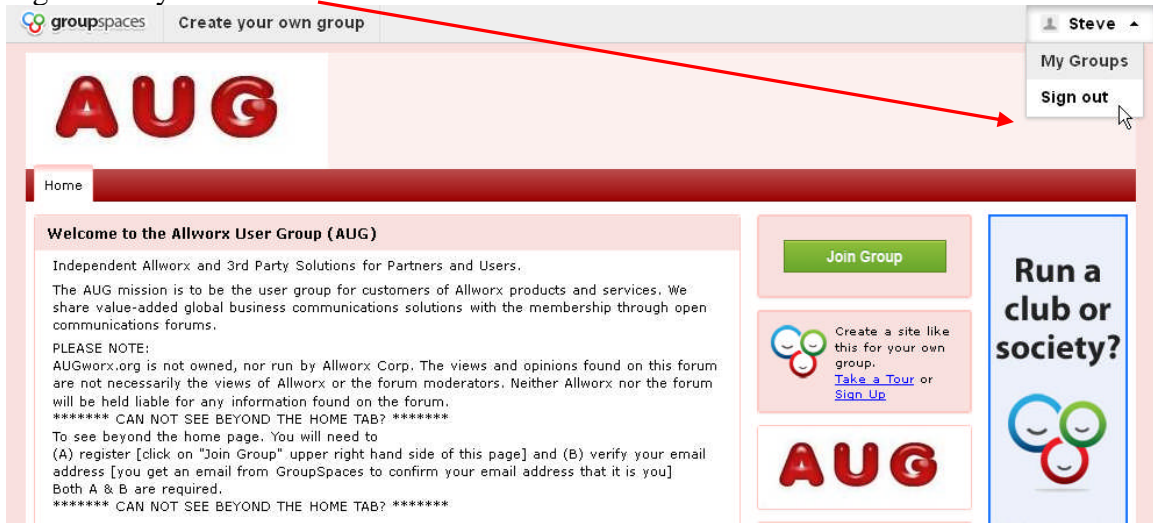 groupspaces Create your own group Steve
My Groups
Sign out
AUG
Home
Welcome to the Allworx User Group (AUG)
Independent Allworx and 3rd Party Solutions for Partners and Users.
The AUG mission is to be the user group for customers of Allworx products and services. We
share value-added global business communications solutions with the membership through open
communications forums.
PLEASE NOTE:
AUGworx.org is not owned, nor run by Allworx Corp. The views and opinions found on this forum
are not necessarily the views of Allworx or the forum moderators. Neither Allworx nor the forum
will be held liable for any information found on the forum.
******* CAN NOT SEE BEYOND THE HOME TAB? *******
To see beyond the home page. You will need to
(A) register [click on "Join Group" upper right hand side of this page] and (B) verify your email
address [you get an email from GroupSpaces to confirm your email address that it is you]
Both A & B are required.
******* CAN NOT SEE BEYOND THE HOME TAB? *******
Join Group
Create a site like
this for your own
group.
Take a Tour or
Sign Up
AUG
Run a
club or
society?